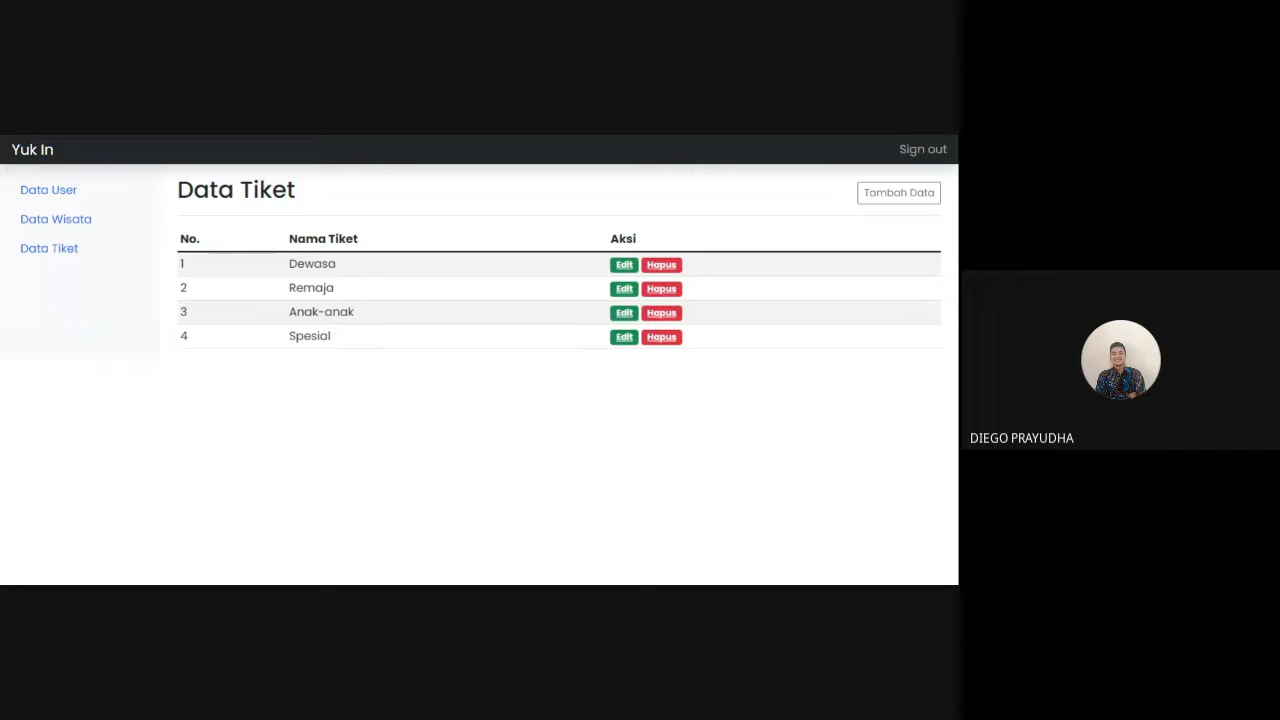 Yuk In
Sign out
Data User
Data Wisata
Data Tiket
Data Tiket
Tambah Data
No. Nama Tiket Aksi
1 Dewasa Edit Hapus
2 Remaja Edit Hapus
3 Anak-anak Edit Hapus
4 Spesial Edit Hapus
DIEGO PRAYUDHA